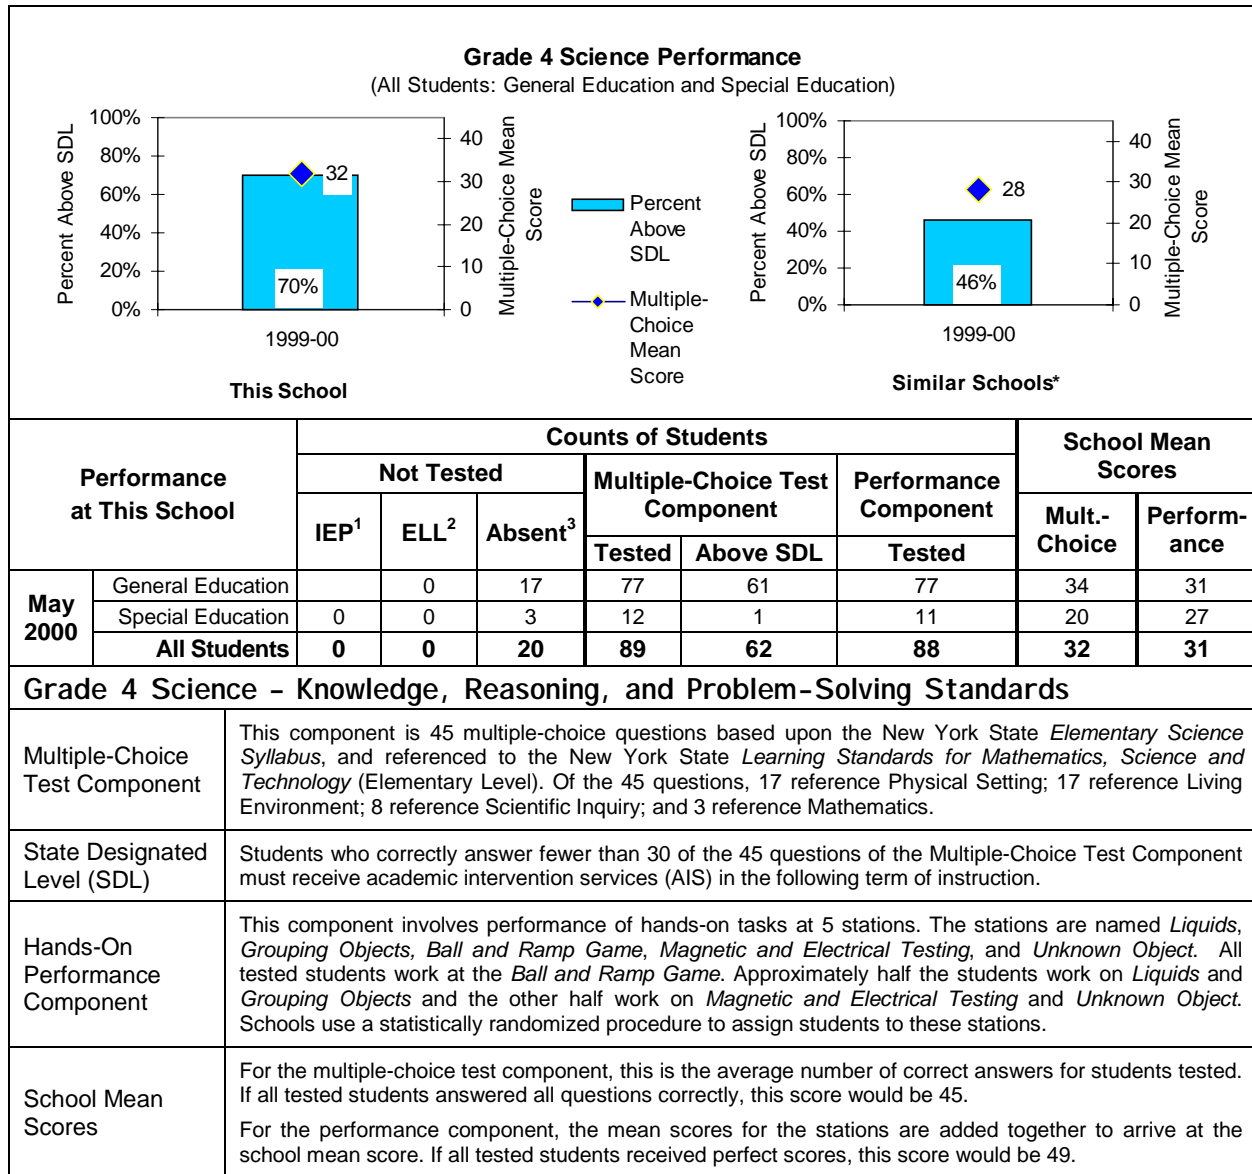 Grade 4 Science Performance
(All Students: General Education and Special Education)
Percent Above SDL
100%
80%
60%
40%
20%
0%
32
70%
40
30
20
10
0
Multiple-Choice Mean
Score
1999-00
This School
Percent
Above
SDL
Multiple-
Choice
Mean
Score
Percent Above SDL
100%
80%
60%
40%
20%
0%
28
46%
40
30
20
10
0
Multiple-Choice Mean
Score
1999-00
Similar Schools*
Performance
at This School
Counts of Students
School Mean
Scores
Not Tested
Multiple-Choice Test
Component
Performance
Component
IEP1
ELL2
Absent3
Mult.-
Choice
Perform-
ance
Tested
Above SDL
Tested
May
2000
General Education 0 17 77 61 77 34 31
Special Education 0 0 3 12 1 11 20 27
All Students 0 0 20 89 62 88 32 31
Grade 4 Science – Knowledge, Reasoning, and Problem-Solving Standards
Multiple-Choice
Test Component
This component is 45 multiple-choice questions based upon the New York State Elementary Science
Syllabus, and referenced to the New York State Learning Standards for Mathematics, Science and
Technology (Elementary Level). Of the 45 questions, 17 reference Physical Setting; 17 reference Living
Environment; 8 reference Scientific Inquiry; and 3 reference Mathematics.
State Designated
Level (SDL)
Students who correctly answer fewer than 30 of the 45 questions of the Multiple-Choice Test Component
must receive academic intervention services (AIS) in the following term of instruction.
Hands-On
Performance
Component
This component involves performance of hands-on tasks at 5 stations. The stations are named Liquids,
Grouping Objects, Ball and Ramp Game, Magnetic and Electrical Testing, and Unknown Object. All
tested students work at the Ball and Ramp Game. Approximately half the students work on Liquids and
Grouping Objects and the other half work on Magnetic and Electrical Testing and Unknown Object.
Schools use a statistically randomized procedure to assign students to these stations.
School Mean
Scores
For the multiple-choice test component, this is the average number of correct answers for students tested.
If all tested students answered all questions correctly, this score would be 45.
For the performance component, the mean scores for the stations are added together to arrive at the
school mean score. If all tested students received perfect scores, this score would be 49.